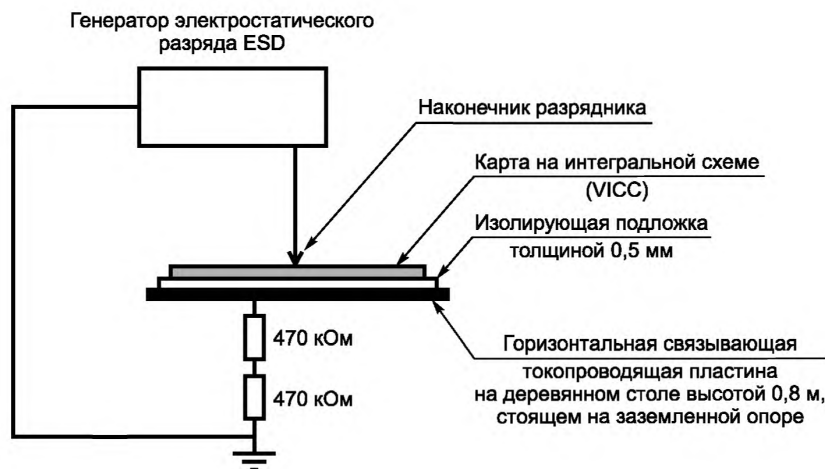 Генератор электростатического
разряда ESD
Наконечник разрядника
Карта на интегральной схеме
(VICC)
Изолирующая подложка
толщиной 0,5 мм
470 кОм
Горизонтальная связывающая
токопроводящая пластина
470 кОм
на деревянном столе высотой 0,8 м,
стоящем на заземленной опоре